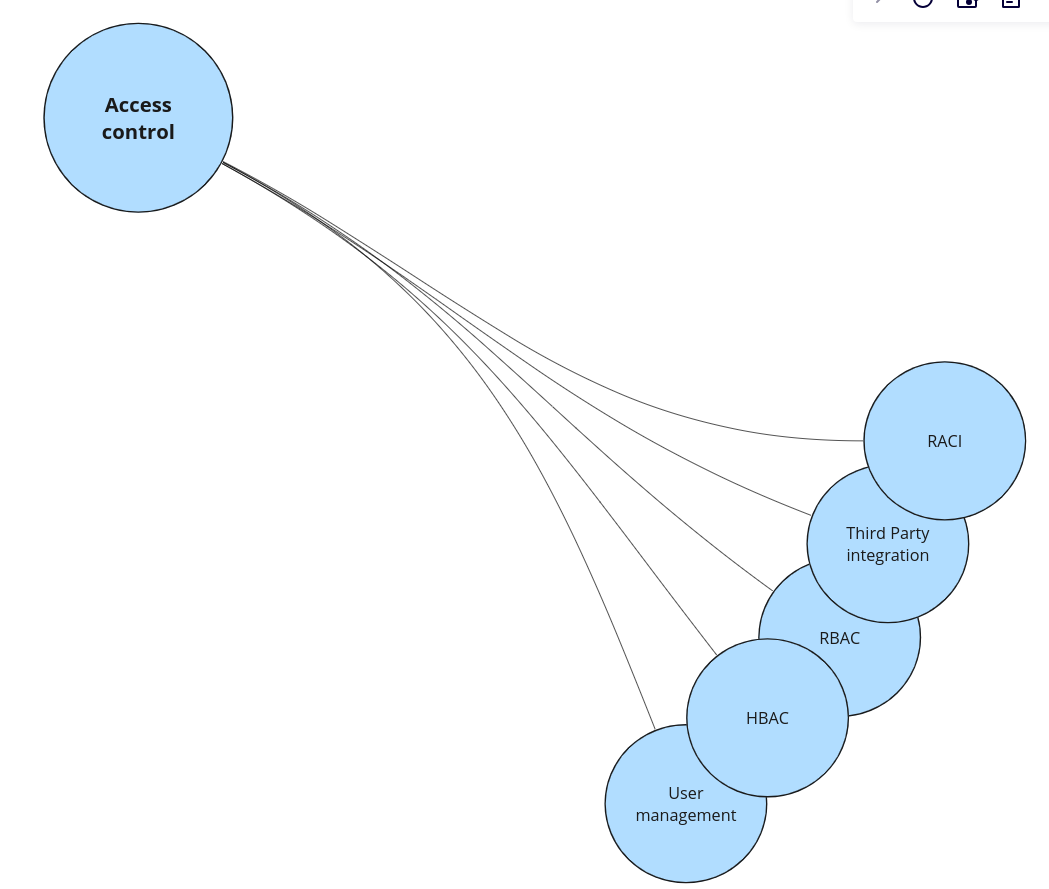 Access
control
RACI
Third Party
integration
RBAC
HBAC
User
management